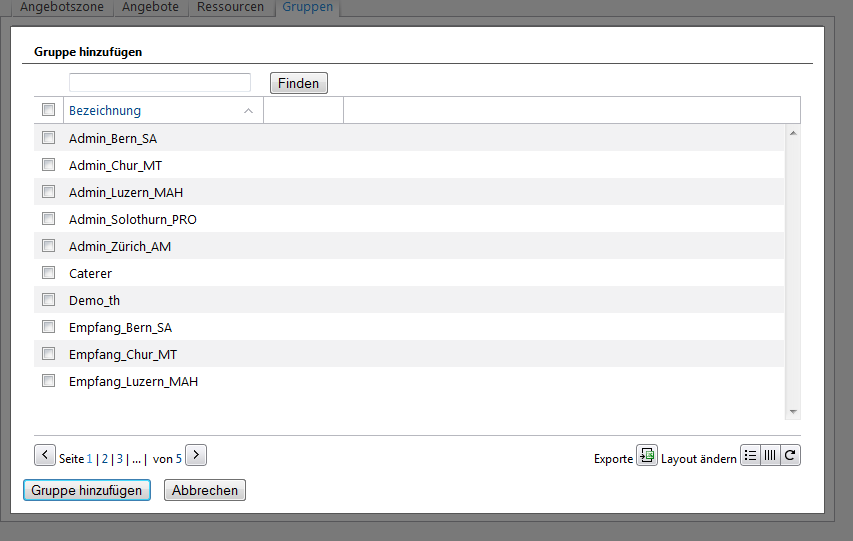 Angebotszone Angebote Ressourcen Gruppen
Gruppe hinzufügen
Finden
Bezeichnung
Admin_Bern_SA
Admin_Chur_MT
Admin_Luzern_MAH
Admin_Solothurn_PRO
Admin_Zürich_AM
Caterer
Demo_th
Empfang_Bern_SA
Empfang_Chur_MT
Empfang_Luzern_MAH
Seite 1 | 2 | 3 | ... | von 5 Exporte Layout ändern
Gruppe hinzufügen Abbrechen